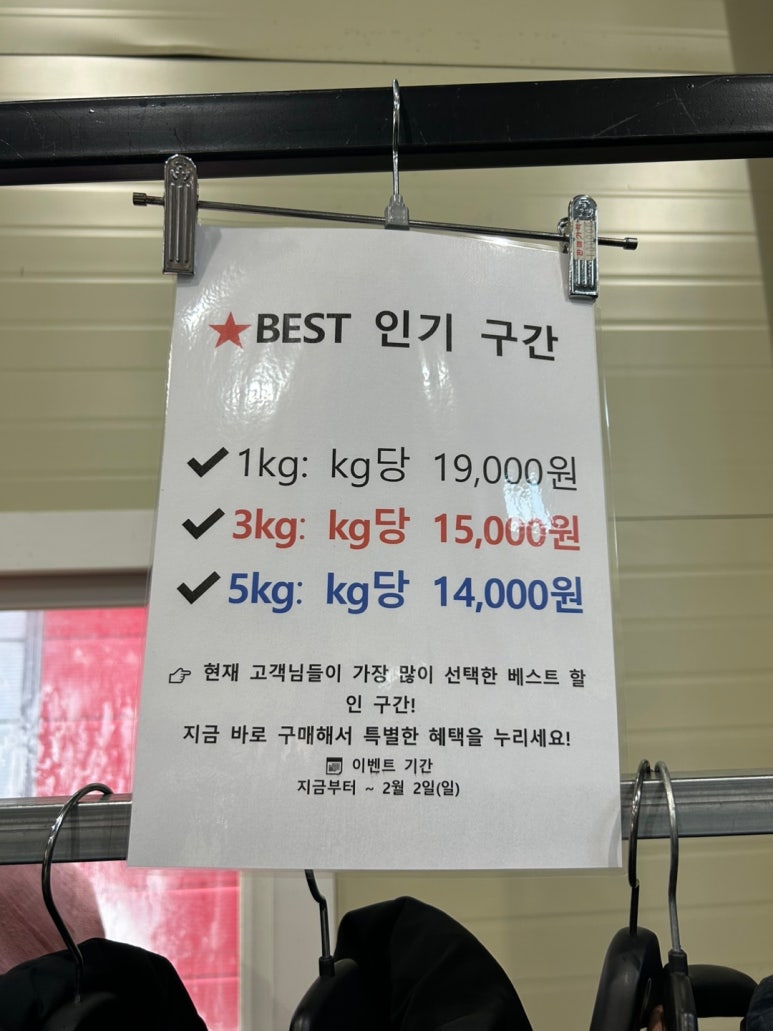 ★BEST 인기 구간
✔1kg: kg당 19,000원
✔3kg: kg당 15,000원
✔5kg: kg당 14,000원
👉 현재 고객님들이 가장 많이 선택한 베스트 할
인 구간!
지금 바로 구매해서 특별한 혜택을 누리세요!
📅 이벤트 기간
지금부터 ~ 2월 2일(일)